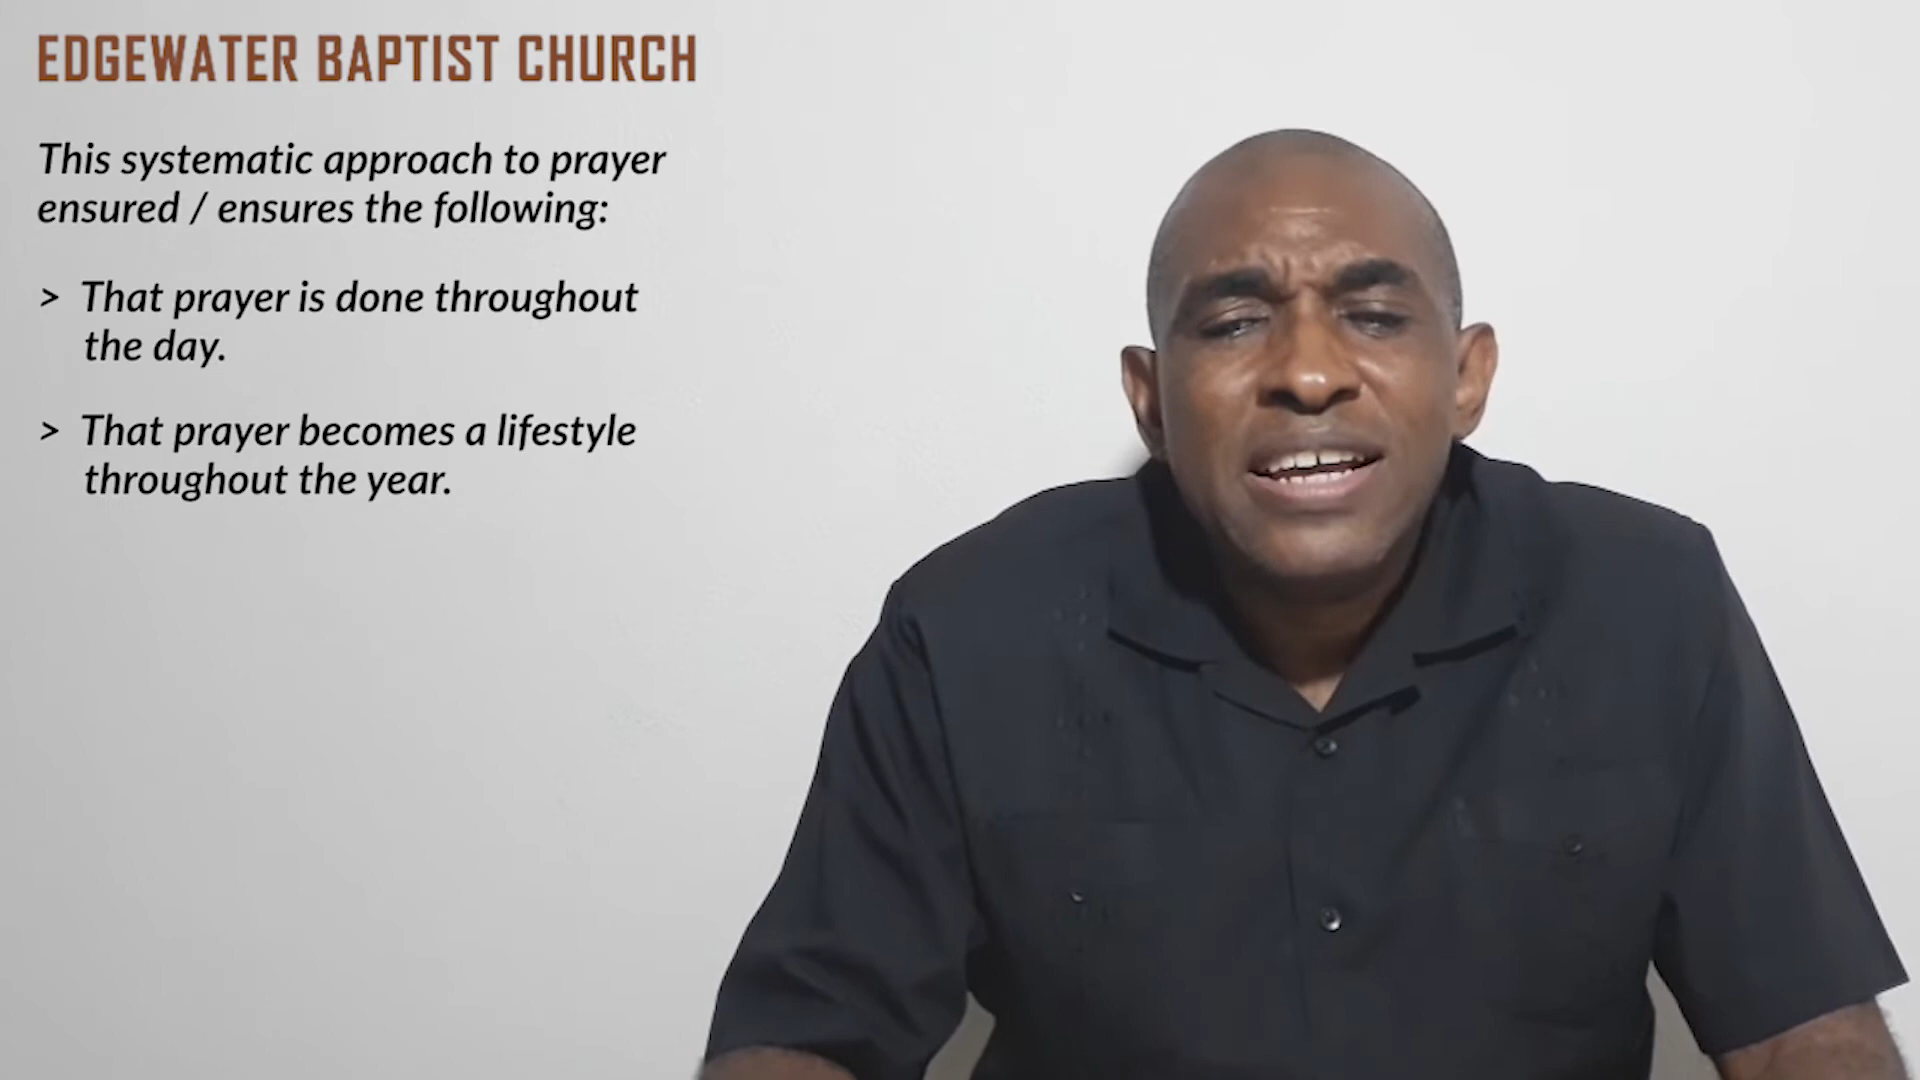 EDGEWATER BAPTIST CHURCH
This systematic approach to prayer
ensured / ensures the following:
> That prayer is done throughout
the day.
> That prayer becomes a lifestyle
throughout the year.